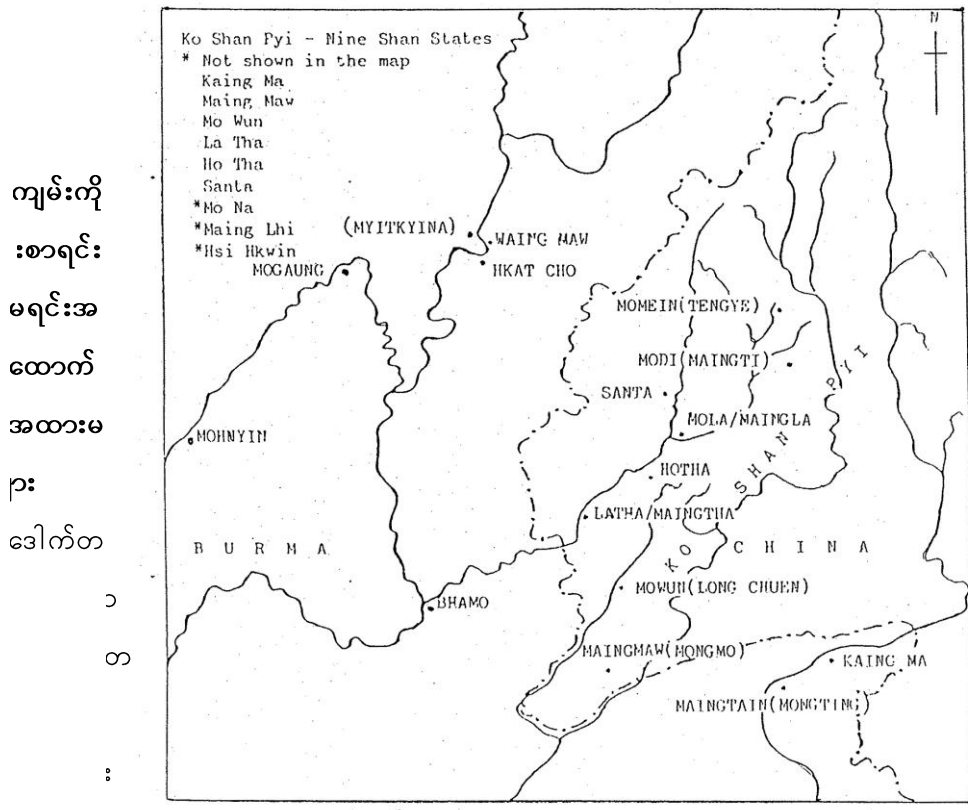 ကျမ်းကို
းစာရင်း
မရင်းအ
ထောက်
အထားမ
ျား
ဒေါက်တ
ာ
တ
း
Ko Shan Pyi - Nine Shan States
* Not shown in the map
Kaing Ma
Maing Maw
Mo Wun
La Tha
Ho Tha
Santa
*Mo Na
*Maing Lhi
*Hsi Hkwin
N
(MYITKYINA)
WAING MAW
HKAT CHO
MOGAUNG
MOMEIN(TENGYE)
MODI(MAINGTI)
SANTA
MOLA/MAINGLA
MOHNYIN
HOTHA
LATHA/MAINGTHA
KO SHAN PYI
BURMA
CHINA
MOWUN(LONG CHUEN)
BHAMO
MAINGMAW(MONGMO)
KAING MA
MAINGTAIN(MONGTING)